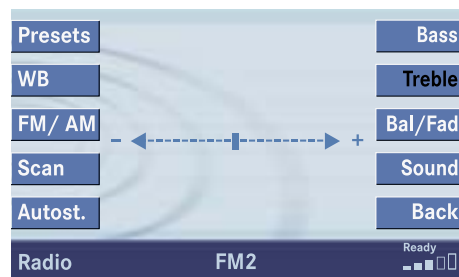 Presets
Bass
WB
Treble
FM/ AM
Bal/Fad
- +
Scan
Sound
Autost.
Back
Radio FM2 Ready